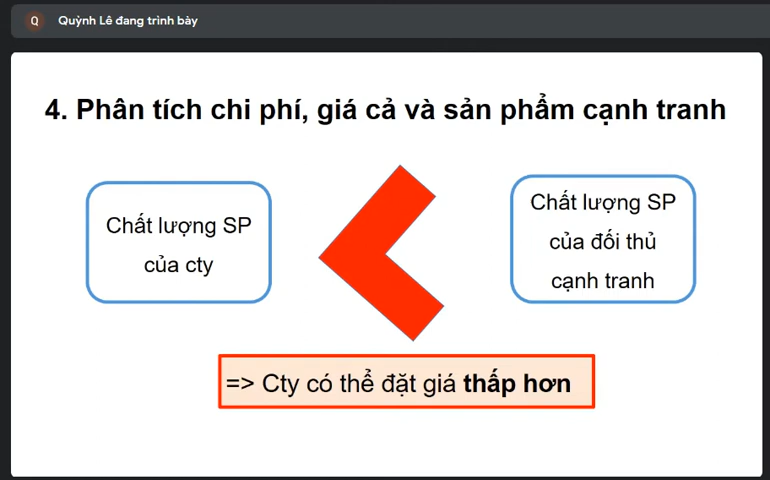 Q
Quỳnh Lê đang trình bày
4. Phân tích chi phí, giá cả và sản phẩm cạnh tranh
Chất lượng SP
của cty
Chất lượng SP
của đối thủ
cạnh tranh
=> Cty có thể đặt giá thấp hơn